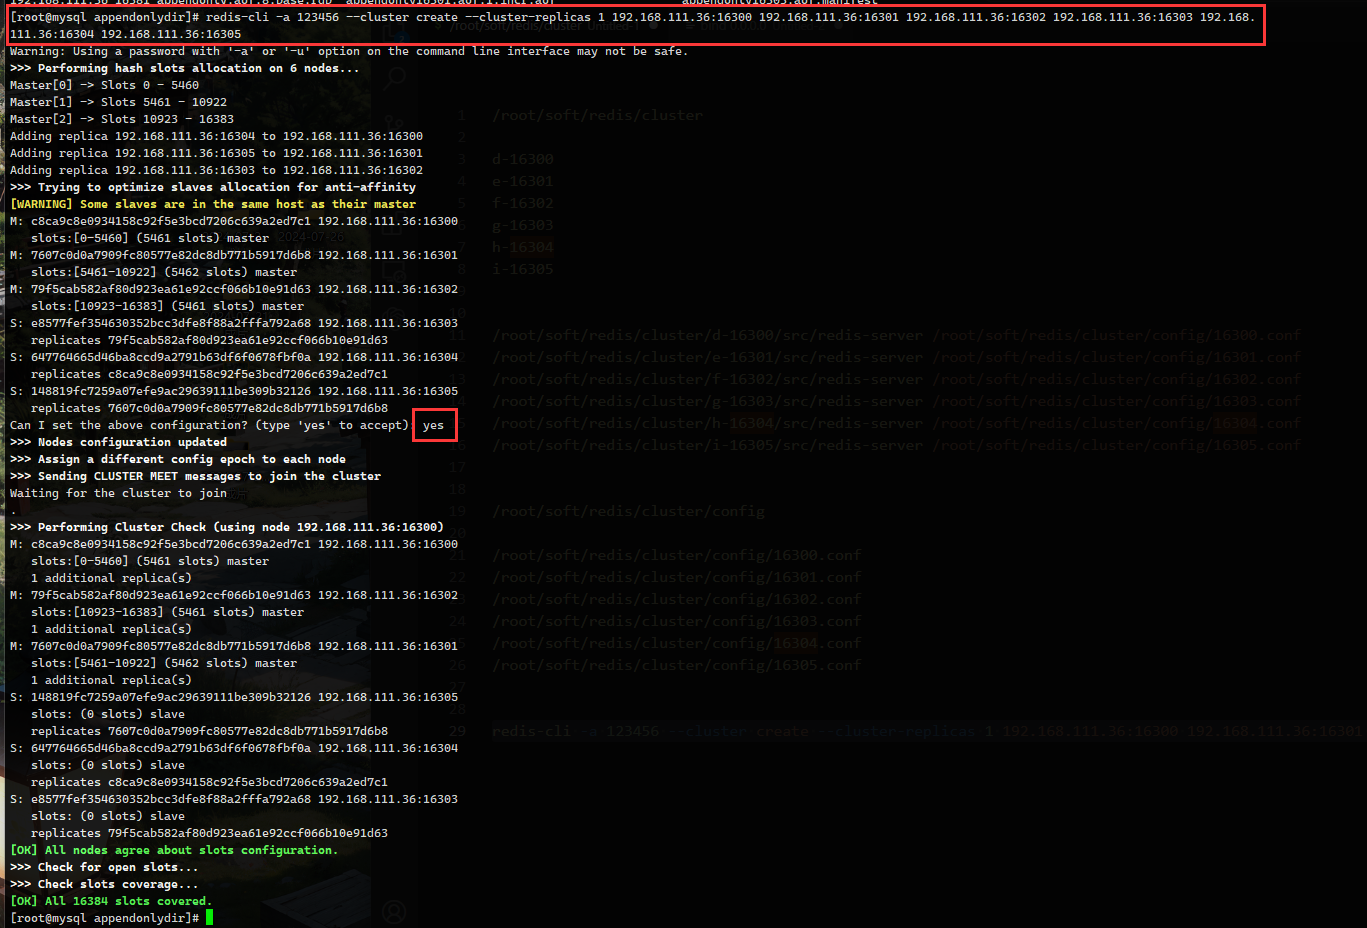 [root@mysql appendonlydir]# redis-cli -a 123456 --cluster create --cluster-replicas 1 192.168.111.36:16300 192.168.111.36:16301 192.168.111.36:16302 192.168.111.36:16303 192.168.
111.36:16304 192.168.111.36:16305
Warning: Using a password with '-a' or '-u' option on the command line interface may not be safe.
>>> Performing hash slots allocation on 6 nodes...
Master[0] -> Slots 0 - 5460
Master[1] -> Slots 5461 - 10922
Master[2] -> Slots 10923 - 16383
Adding replica 192.168.111.36:16304 to 192.168.111.36:16300
Adding replica 192.168.111.36:16305 to 192.168.111.36:16301
Adding replica 192.168.111.36:16303 to 192.168.111.36:16302
>>> Trying to optimize slaves allocation for anti-affinity
[WARNING] Some slaves are in the same host as their master
M: c8ca9c8e0934158c92f5e3bcd7206c639a2ed7c1 192.168.111.36:16300
slots:[0-5460] (5461 slots) master
M: 7607c0d0a7909fc80577e82dc8db771b5917d6b8 192.168.111.36:16301
slots:[5461-10922] (5462 slots) master
M: 79f5cab582af80d923ea61e92ccf066b10e91d63 192.168.111.36:16302
slots:[10923-16383] (5461 slots) master
S: e8577fef354630352bcc3dfe8f88a2fffa792a68 192.168.111.36:16303
replicates 79f5cab582af80d923ea61e92ccf066b10e91d63
S: 647764665d46ba8ccd9a2791b63df6f0678fbf0a 192.168.111.36:16304
replicates c8ca9c8e0934158c92f5e3bcd7206c639a2ed7c1
S: 148819fc7259a07efe9ac29639111be309b32126 192.168.111.36:16305
replicates 7607c0d0a7909fc80577e82dc8db771b5917d6b8
Can I set the above configuration? (type 'yes' to accept): yes
>>> Nodes configuration updated
>>> Assign a different config epoch to each node
>>> Sending CLUSTER MEET messages to join the cluster
Waiting for the cluster to join
.
>>> Performing Cluster Check (using node 192.168.111.36:16300)
M: c8ca9c8e0934158c92f5e3bcd7206c639a2ed7c1 192.168.111.36:16300
slots:[0-5460] (5461 slots) master
1 additional replica(s)
M: 79f5cab582af80d923ea61e92ccf066b10e91d63 192.168.111.36:16302
slots:[10923-16383] (5461 slots) master
1 additional replica(s)
M: 7607c0d0a7909fc80577e82dc8db771b5917d6b8 192.168.111.36:16301
slots:[5461-10922] (5462 slots) master
1 additional replica(s)
S: 148819fc7259a07efe9ac29639111be309b32126 192.168.111.36:16305
slots: (0 slots) slave
replicates 7607c0d0a7909fc80577e82dc8db771b5917d6b8
S: 647764665d46ba8ccd9a2791b63df6f0678fbf0a 192.168.111.36:16304
slots: (0 slots) slave
replicates c8ca9c8e0934158c92f5e3bcd7206c639a2ed7c1
S: e8577fef354630352bcc3dfe8f88a2fffa792a68 192.168.111.36:16303
slots: (0 slots) slave
replicates 79f5cab582af80d923ea61e92ccf066b10e91d63
[OK] All nodes agree about slots configuration.
>>> Check for open slots...
>>> Check slots coverage...
[OK] All 16384 slots covered.
[root@mysql appendonlydir]#
1 /root/soft/redis/cluster
2
3 d-16300
4 e-16301
5 f-16302
6 g-16303
7 h-16304
8 i-16305
/root/soft/redis/cluster/d-16300/src/redis-server /root/soft/redis/cluster/config/16300.conf
/root/soft/redis/cluster/e-16301/src/redis-server /root/soft/redis/cluster/config/16301.conf
/root/soft/redis/cluster/f-16302/src/redis-server /root/soft/redis/cluster/config/16302.conf
/root/soft/redis/cluster/g-16303/src/redis-server /root/soft/redis/cluster/config/16303.conf
/root/soft/redis/cluster/h-16304/src/redis-server /root/soft/redis/cluster/config/16304.conf
/root/soft/redis/cluster/i-16305/src/redis-server /root/soft/redis/cluster/config/16305.conf
17
18
19 /root/soft/redis/cluster/config
20
21 /root/soft/redis/cluster/config/16300.conf
22 /root/soft/redis/cluster/config/16301.conf
23 /root/soft/redis/cluster/config/16302.conf
24 /root/soft/redis/cluster/config/16303.conf
25 /root/soft/redis/cluster/config/16304.conf
26 /root/soft/redis/cluster/config/16305.conf
27
28
29 redis-cli -a 123456 --cluster create --cluster-replicas 1 192.168.111.36:16300 192.168.111.36:16301